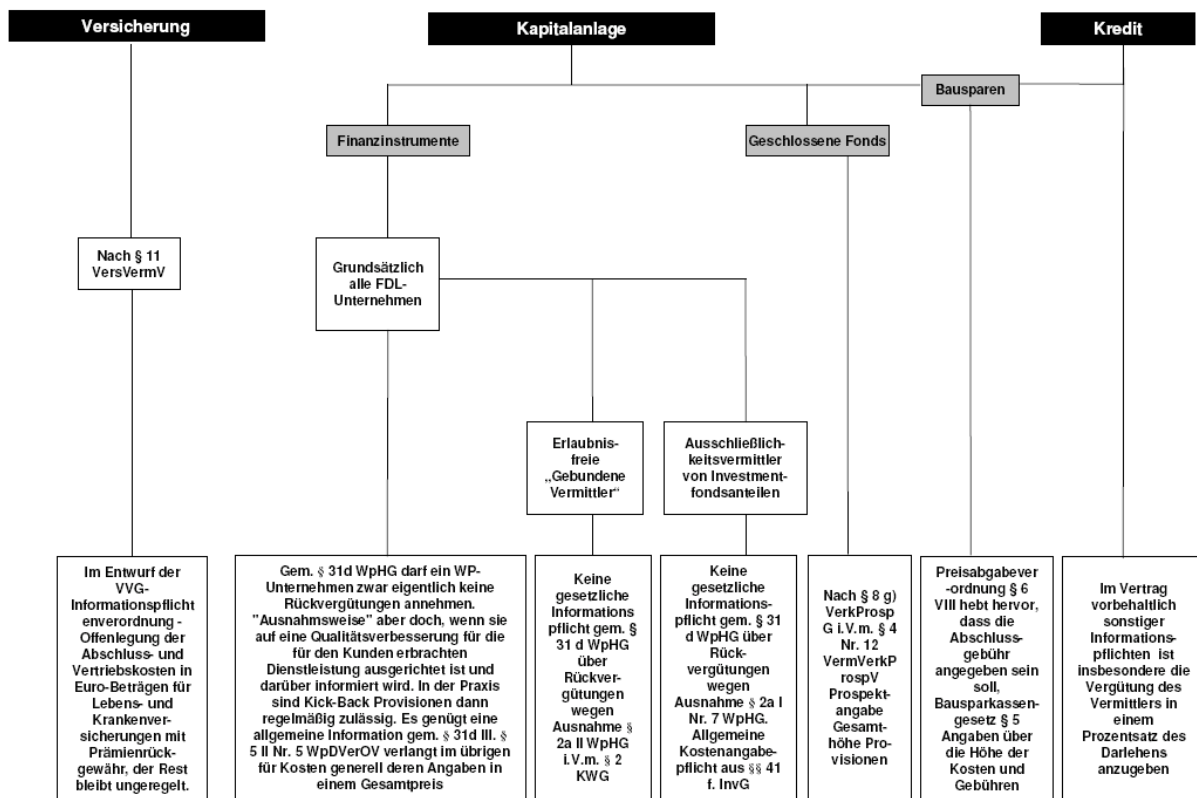 Versicherung
Kapitalanlage
Kredit
Bausparen
Finanzinstrumente
Geschlossene Fonds
Nach § 11
VersVermV
Grundsätzlich
alle FDL-
Unternehmen
Erlaubnis-
freie
„Gebundene
Vermittler“
Ausschließlich-
keitsvermittler
von Investment-
fondsanteilen
Im Entwurf der
VVG-
Informationspflicht
enverordnung -
Offenlegung der
Abschluss- und
Vertriebskosten in
Euro-Beträgen für
Lebens- und
Krankenver-
sicherungen mit
Prämienrück-
gewähr, der Rest
bleibt ungeregelt.
Gem. § 31d WpHG darf ein WP-
Unternehmen zwar eigentlich keine
Rückvergütungen annehmen.
"Ausnahmsweise" aber doch, wenn sie
auf eine Qualitätsverbesserung für die
für den Kunden erbrachten
Dienstleistung ausgerichtet ist und
darüber informiert wird. In der Praxis
sind Kick-Back Provisionen dann
regelmäßig zulässig. Es genügt eine
allgemeine Information gem. § 31d III. §
5 II Nr. 5 WpDVerOV verlangt im übrigen
für Kosten generell deren Angaben in
einem Gesamtpreis
Keine
gesetzliche
Informations
pflicht gem. §
31 d WpHG
über
Rückver-
gütungen
wegen
Ausnahme §
2a II WpHG
i.V.m. § 2
KWG
Keine
gesetzliche
Informations-
pflicht gem. § 31
d WpHG über
Rück-
vergütungen
wegen
Ausnahme § 2a I
Nr. 7 WpHG.
Allgemeine
Kostenangabe-
pflicht aus §§ 41
f. InvG
Nach § 8 g)
VerkProsp
G i.V.m. § 4
Nr. 12
VermVerkP
rospV
Prospekt-
angabe
Gesamt-
höhe Pro-
visionen
Preisabgabever
-ordnung § 6
VIII hebt hervor,
dass die
Abschluss-
gebühr
angegeben sein
soll,
Bausparkassen-
gesetz § 5
Angaben über
die Höhe der
Kosten und
Gebühren
Im Vertrag
vorbehaltlich
sonstiger
Informations-
pflichten ist
insbesondere die
Vergütung des
Vermittlers in
einem
Prozentsatz des
Darlehens
anzugeben